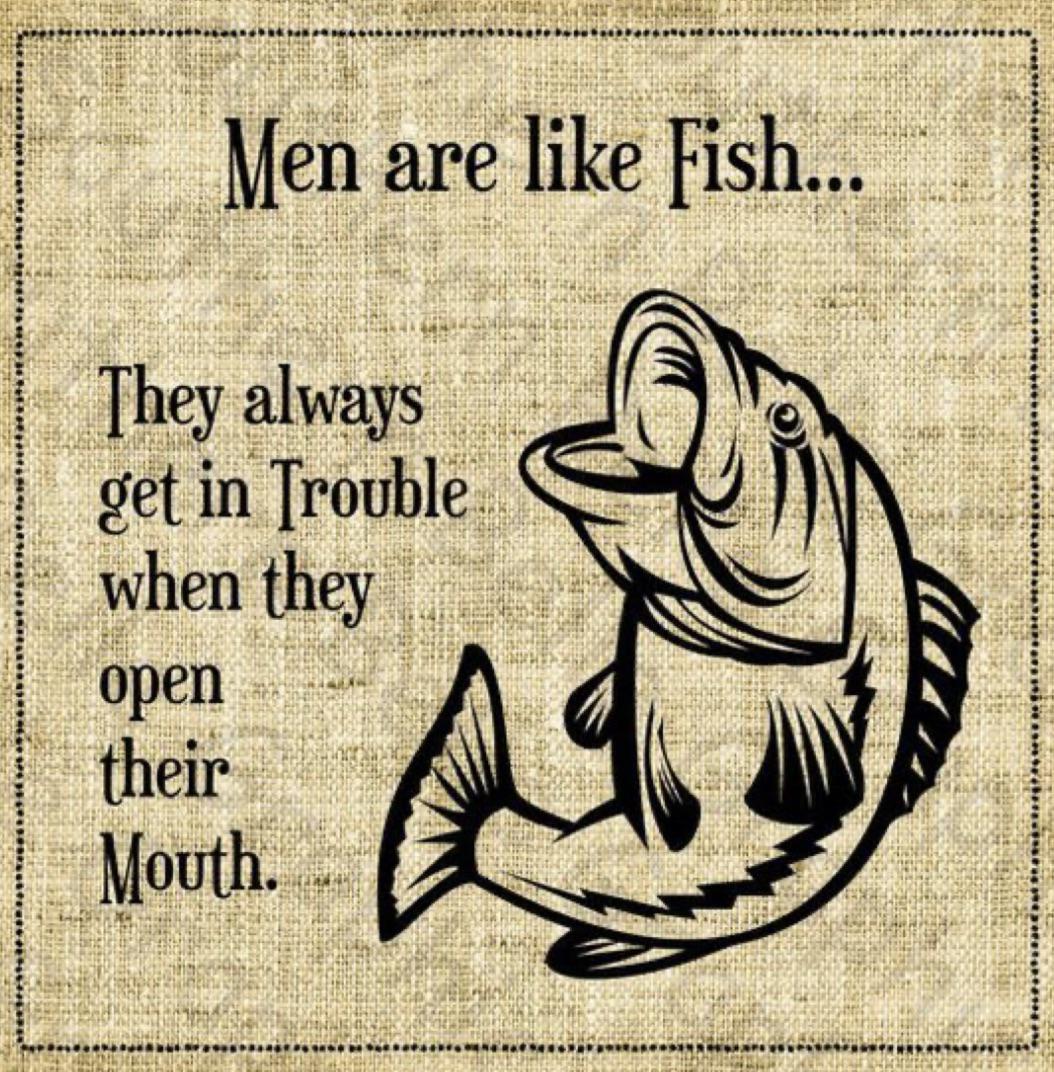 Men are like Fish...
They always
get in Trouble
when they
open
their
Mouth.